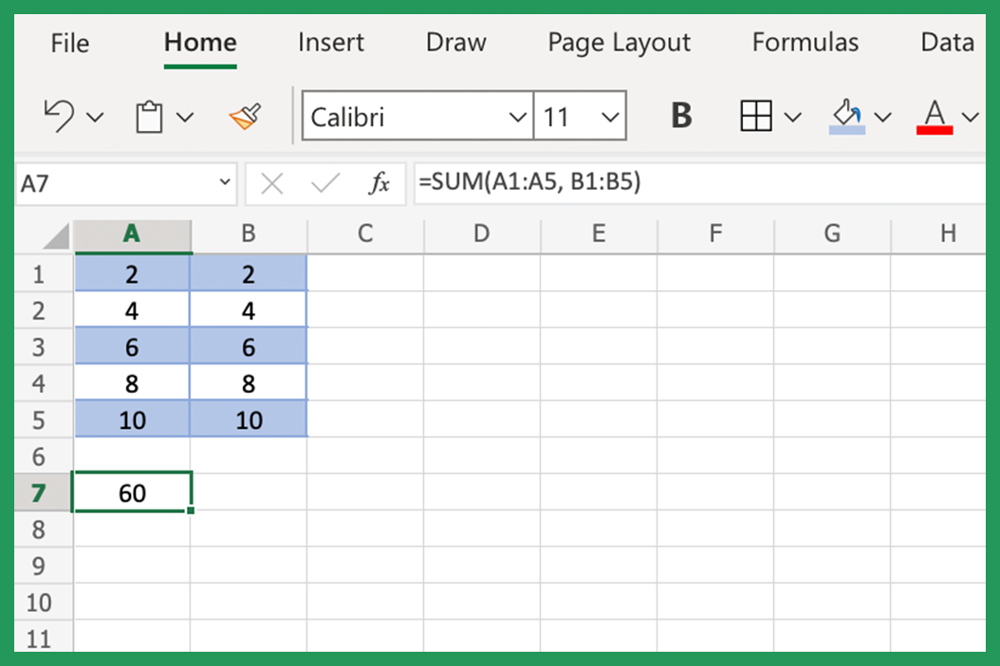 File Home Insert Draw Page Layout Formulas Data
Calibri 11 B A
A7 fx =SUM(A1:A5, B1:B5)
A B C D E F G H
1 2 2
2 4 4
3 6 6
4 8 8
5 10 10
6
7 60
8
9
10
11